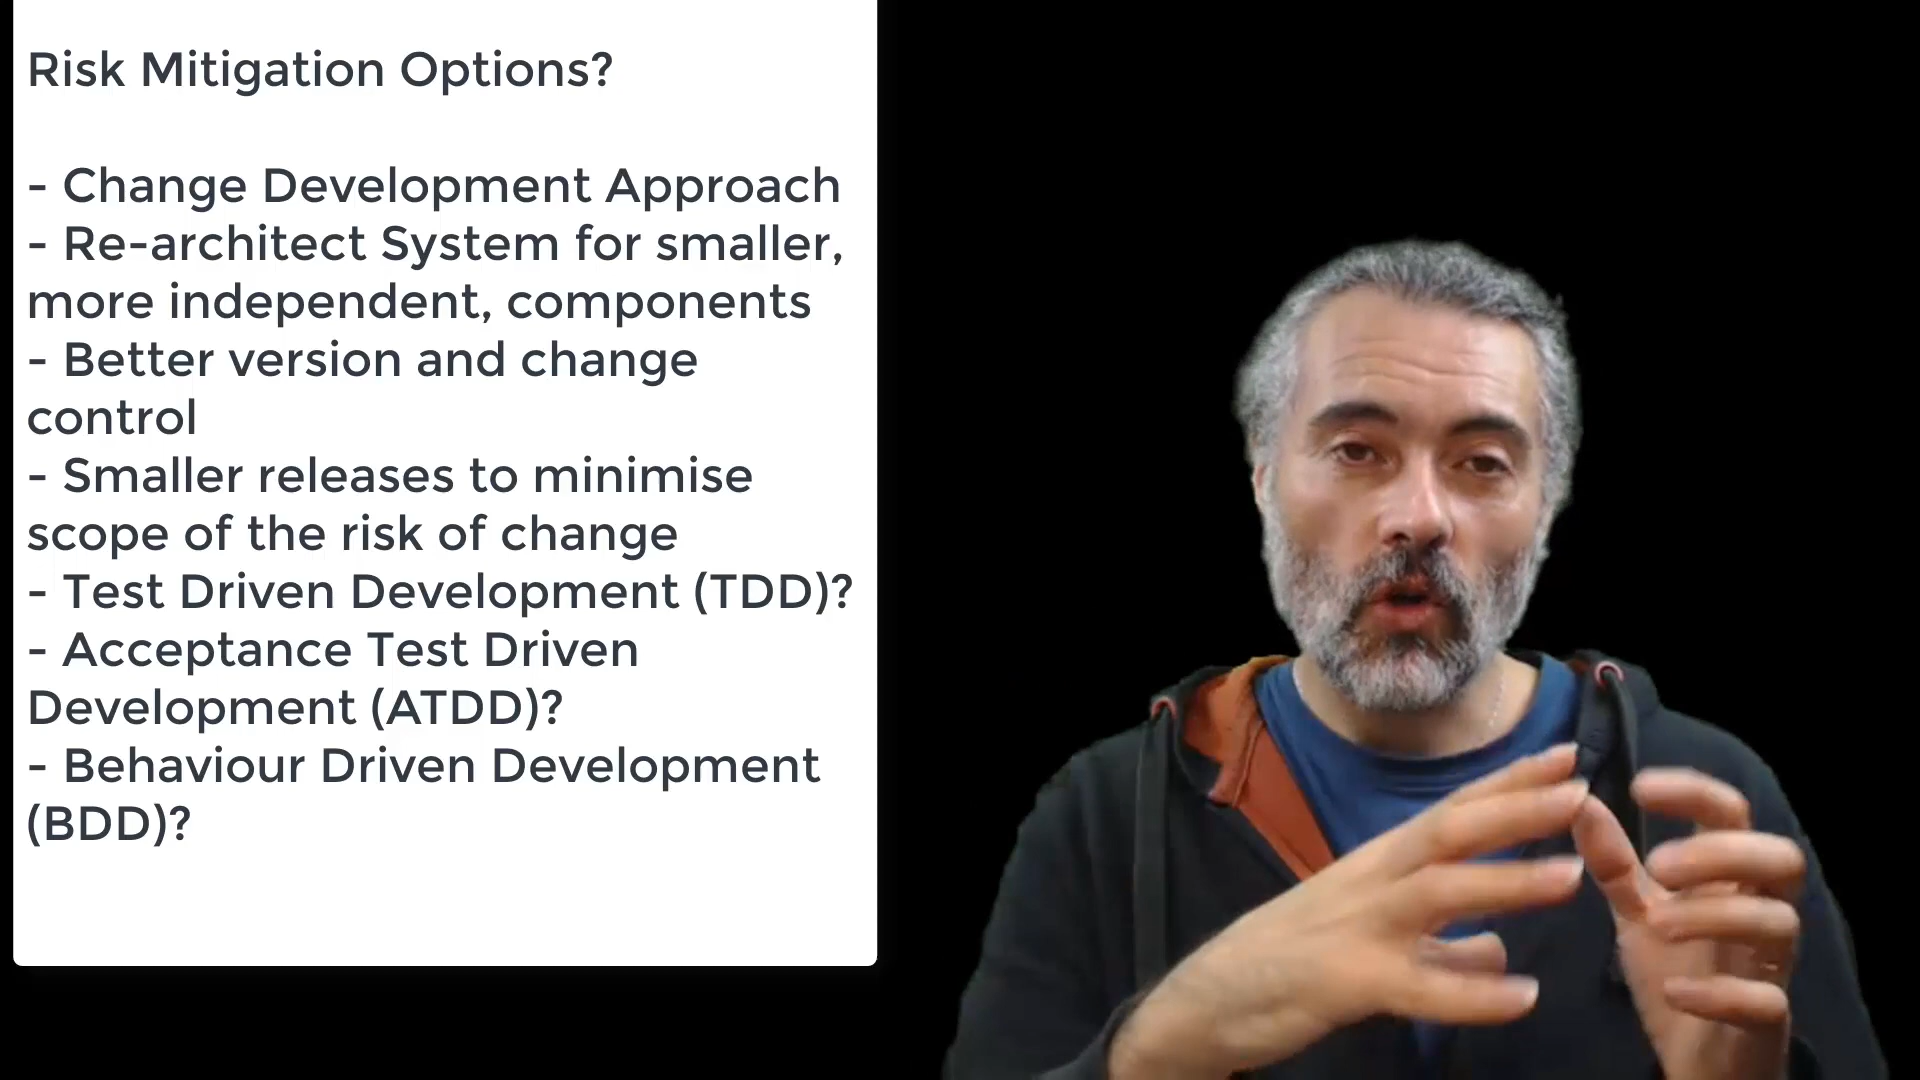 Risk Mitigation Options?
- Change Development Approach
- Re-architect System for smaller,
more independent, components
- Better version and change
control
- Smaller releases to minimise
scope of the risk of change
- Test Driven Development (TDD)?
- Acceptance Test Driven
Development (ATDD)?
- Behaviour Driven Development
(BDD)?